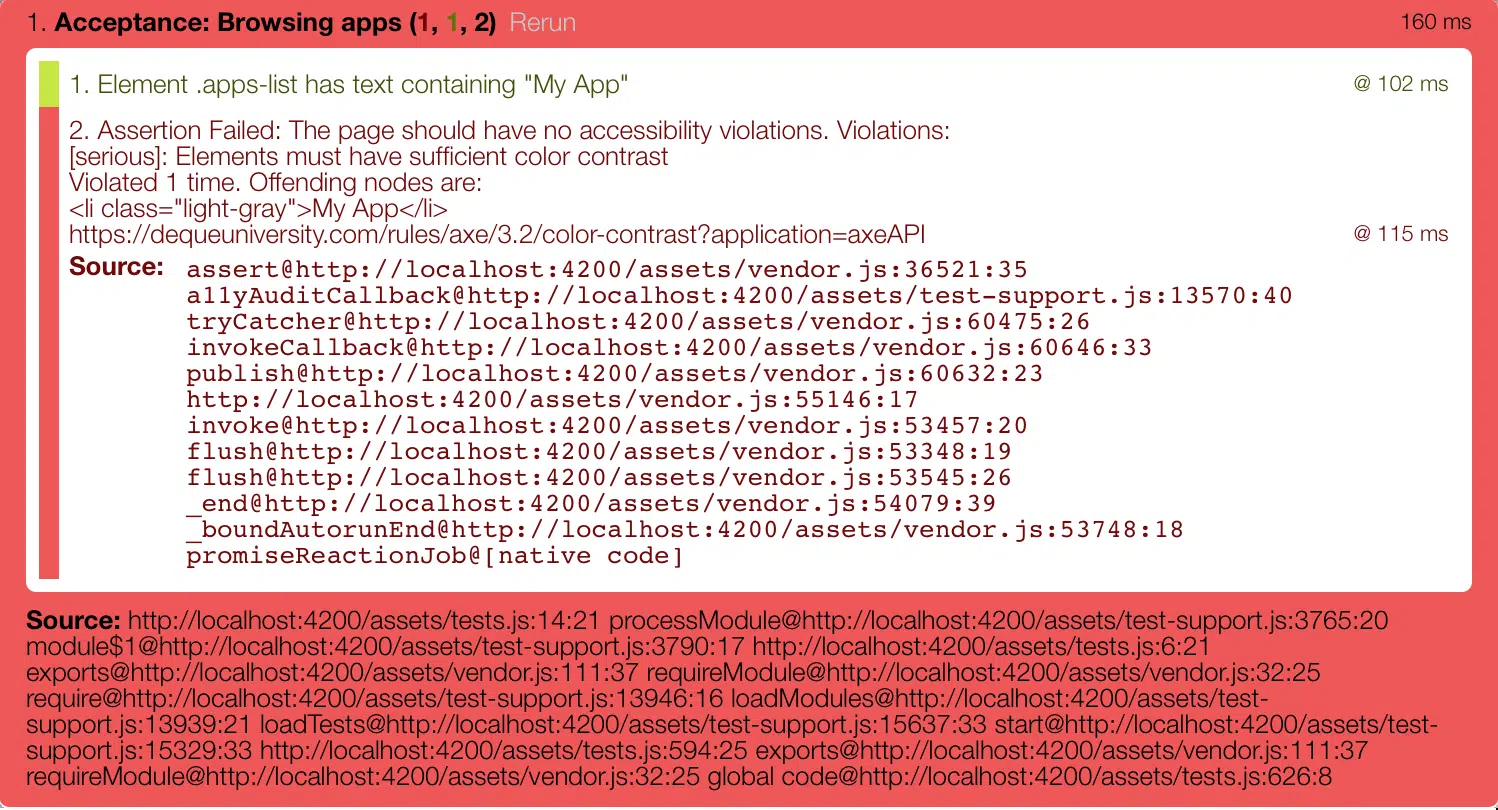 1. Acceptance: Browsing apps (1, 1, 2) Rerun 160 ms
1. Element .apps-list has text containing "My App" @ 102 ms
2. Assertion Failed: The page should have no accessibility violations. Violations:
[serious]: Elements must have sufficient color contrast
Violated 1 time. Offending nodes are:
<li class="light-gray">My App</li>
https://dequeuniversity.com/rules/axe/3.2/color-contrast?application=axeAPI @ 115 ms
Source: assert@http://localhost:4200/assets/vendor.js:36521:35
a11yAuditCallback@http://localhost:4200/assets/test-support.js:13570:40
tryCatcher@http://localhost:4200/assets/vendor.js:60475:26
invokeCallback@http://localhost:4200/assets/vendor.js:60646:33
publish@http://localhost:4200/assets/vendor.js:60632:23
http://localhost:4200/assets/vendor.js:55146:17
invoke@http://localhost:4200/assets/vendor.js:53457:20
flush@http://localhost:4200/assets/vendor.js:53348:19
flush@http://localhost:4200/assets/vendor.js:53545:26
_end@http://localhost:4200/assets/vendor.js:54079:39
_boundAutorunEnd@http://localhost:4200/assets/vendor.js:53748:18
promiseReactionJob@[native code]
Source: http://localhost:4200/assets/tests.js:14:21 processModule@http://localhost:4200/assets/test-support.js:3765:20
module$1@http://localhost:4200/assets/test-support.js:3790:17 http://localhost:4200/assets/tests.js:6:21
exports@http://localhost:4200/assets/vendor.js:111:37 requireModule@http://localhost:4200/assets/vendor.js:32:25
require@http://localhost:4200/assets/test-support.js:13946:16 loadModules@http://localhost:4200/assets/test-
support.js:13939:21 loadTests@http://localhost:4200/assets/test-support.js:15637:33 start@http://localhost:4200/assets/test-
support.js:15329:33 http://localhost:4200/assets/tests.js:594:25 exports@http://localhost:4200/assets/vendor.js:111:37
requireModule@http://localhost:4200/assets/vendor.js:32:25 global code@http://localhost:4200/assets/tests.js:626:8